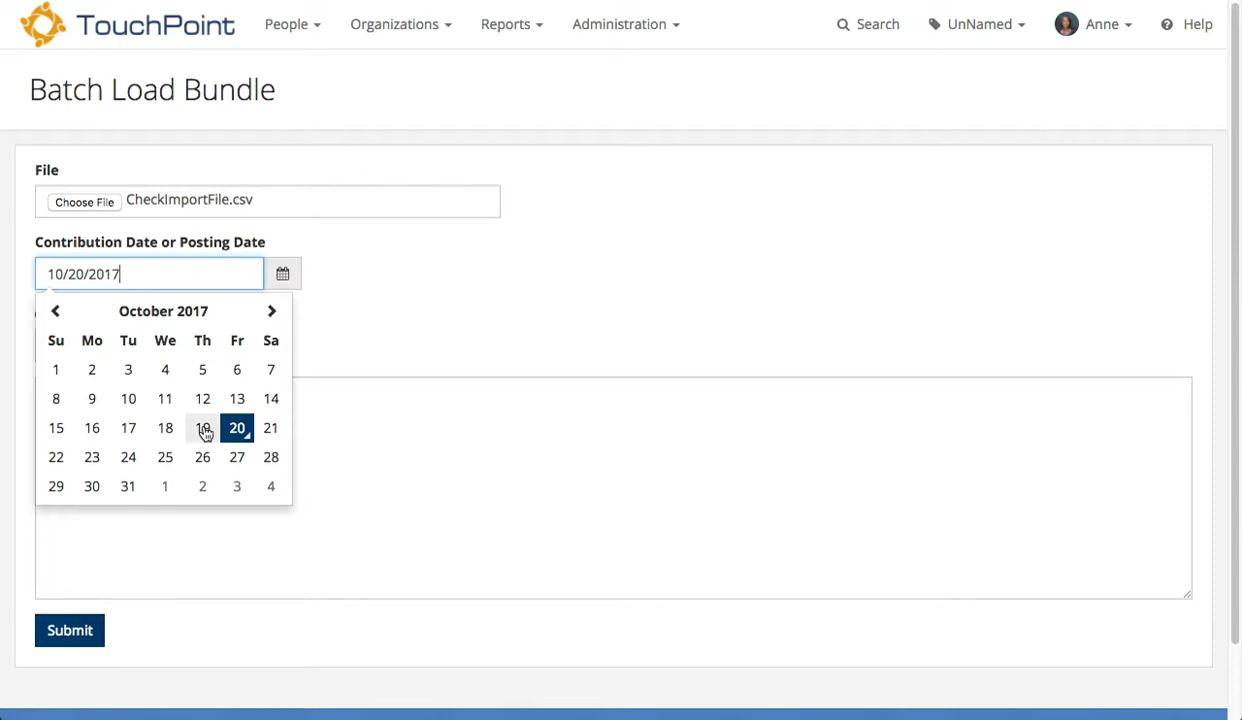 TouchPoint People Organizations Reports Administration Search UnNamed Anne Help
Batch Load Bundle
File
Choose File CheckImportFile.csv
Contribution Date or Posting Date
10/20/2017
October 2017
Su Mo Tu We Th Fr Sa
1 2 3 4 5 6 7
8 9 10 11 12 13 14
15 16 17 18 19 20 21
22 23 24 25 26 27 28
29 30 31 1 2 3 4
Submit